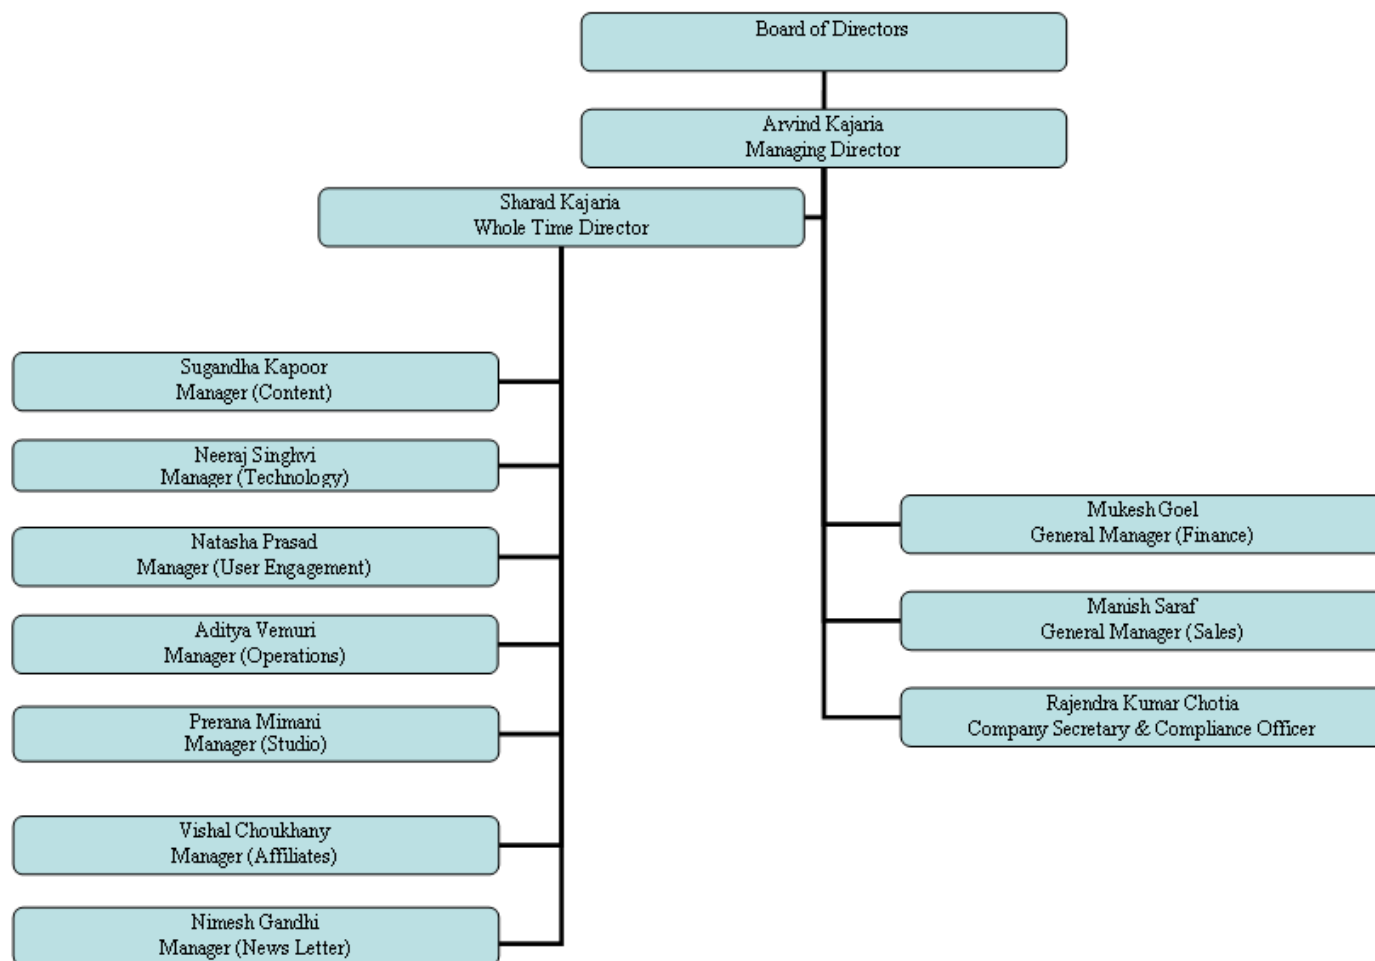 Board of Directors
Arvind Kajaria
Managing Director
Sharad Kajaria
Whole Time Director
Sugandha Kapoor
Manager (Content)
Neeraj Singhvi
Manager (Technology)
Natasha Prasad
Manager (User Engagement)
Aditya Vemuri
Manager (Operations)
Prerana Mimani
Manager (Studio)
Vishal Choukhany
Manager (Affiliates)
Nimesh Gandhi
Manager (News Letter)
Mukesh Goel
General Manager (Finance)
Manish Saraf
General Manager (Sales)
Rajendra Kumar Chotia
Company Secretary & Compliance Officer